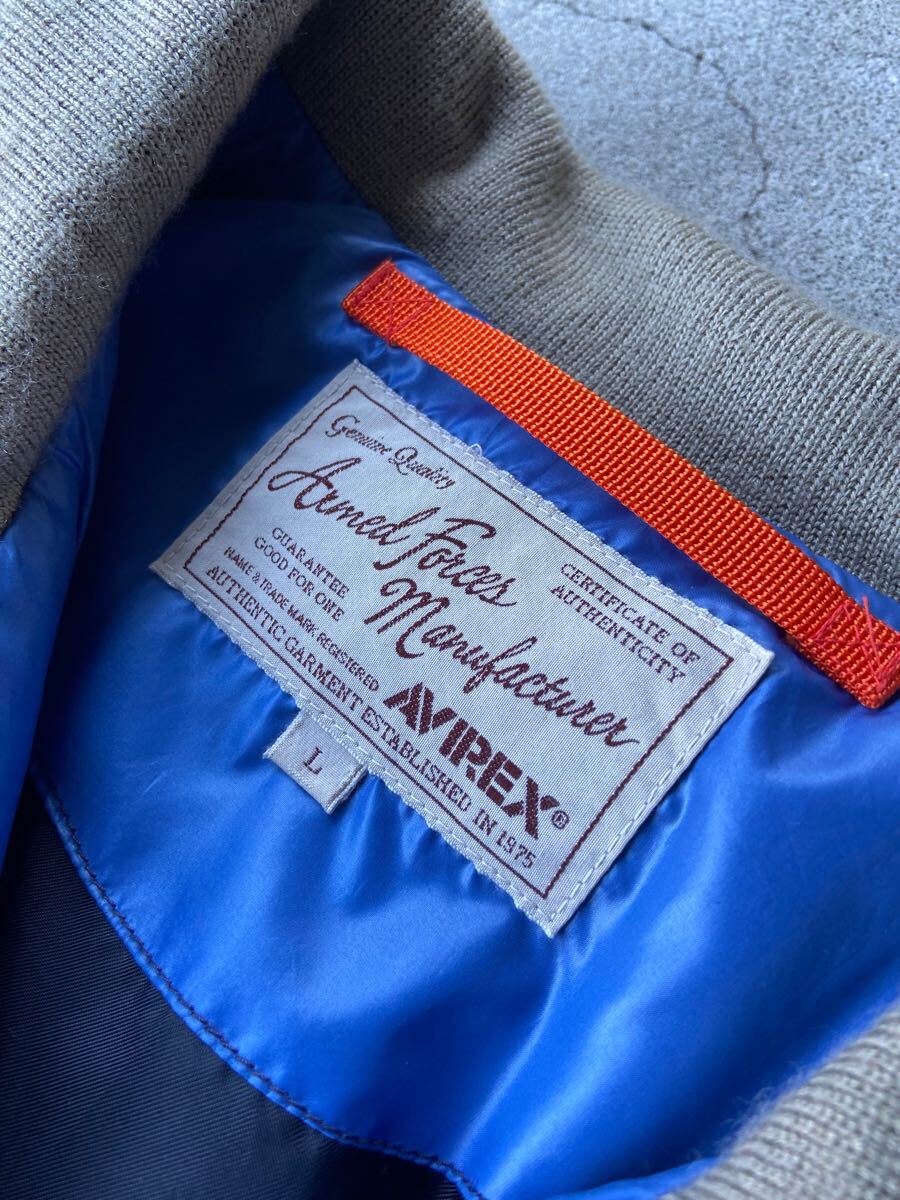 Genuine Quality
Armed Forces
Manufacturer
GUARANTEE
GOOD FOR ONE
NAME & TRADE MARK REGISTERED
CERTIFICATE OF
AUTHENTICITY
AVIREX®
AUTHENTIC GARMENT ESTABLISHED IN 1975
L